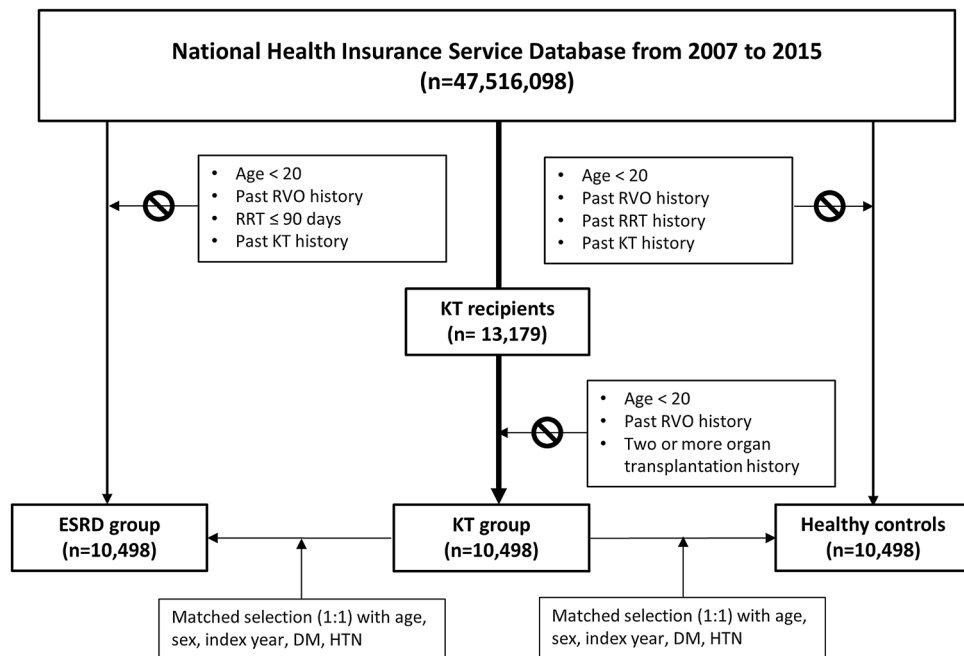 National Health Insurance Service Database from 2007 to 2015
(n=47,516,098)
• Age < 20
• Past RVO history
• RRT ≤ 90 days
• Past KT history
• Age < 20
• Past RVO history
• Past RRT history
• Past KT history
KT recipients
(n= 13,179)
• Age < 20
• Past RVO history
• Two or more organ
transplantation history
ESRD group
(n=10,498)
KT group
(n=10,498)
Healthy controls
(n=10,498)
Matched selection (1:1) with age,
sex, index year, DM, HTN
Matched selection (1:1) with age,
sex, index year, DM, HTN